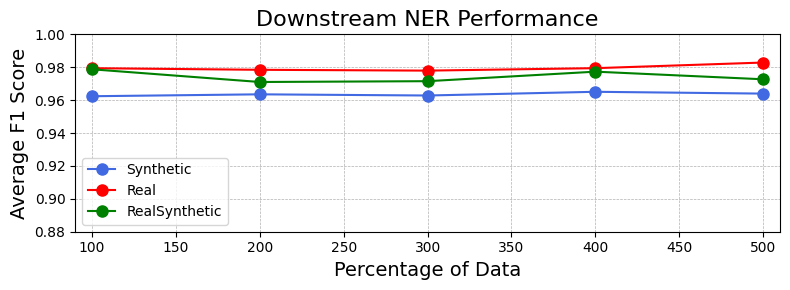 Downstream NER Performance
Average F1 Score
1.00
0.98
0.96
0.94
0.92
0.90
0.88
Synthetic
Real
RealSynthetic
100 150 200 250 300 350 400 450 500
Percentage of Data